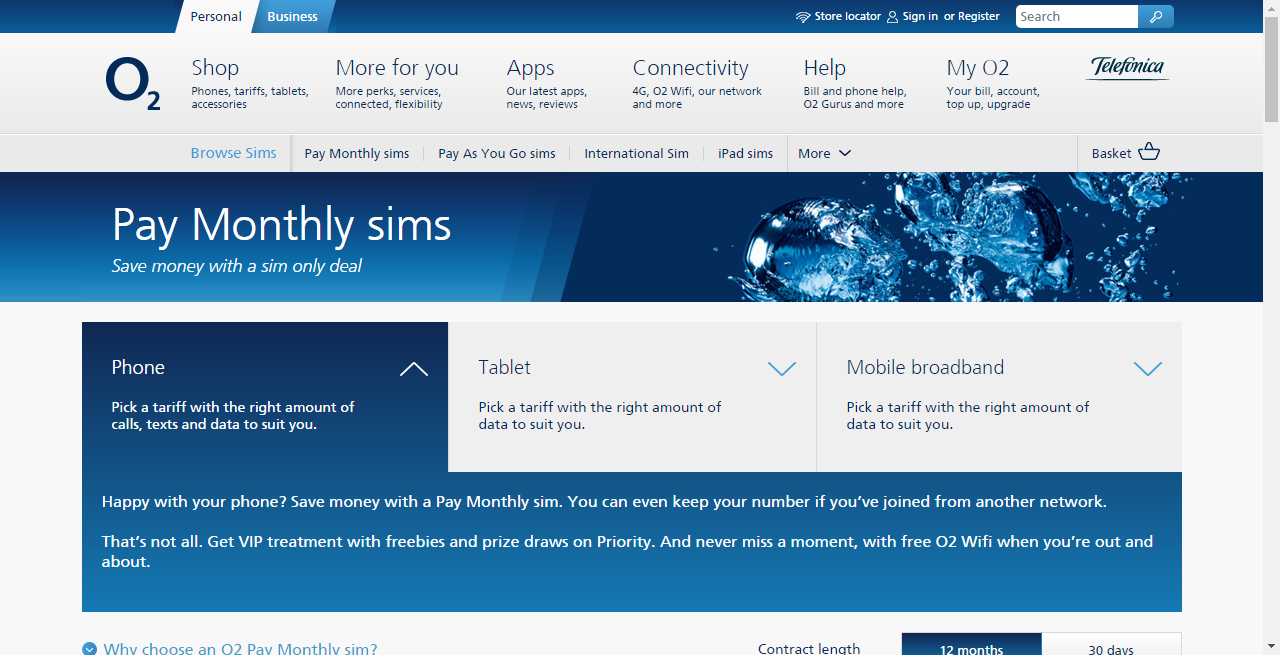 Personal
Business
Store locator
Sign in or Register
Search
O2
Shop
Phones, tariffs, tablets,
accessories
More for you
More perks, services,
connected, flexibility
Apps
Our latest apps,
news, reviews
Connectivity
4G, O2 Wifi, our network
and more
Help
Bill and phone help,
O2 Gurus and more
My O2
Your bill, account,
top up, upgrade
Telefónica
Browse Sims
Pay Monthly sims
Pay As You Go sims
International Sim
iPad sims
More
Basket
Pay Monthly sims
Save money with a sim only deal
Phone
Pick a tariff with the right amount of
calls, texts and data to suit you.
Tablet
Pick a tariff with the right amount of
data to suit you.
Mobile broadband
Pick a tariff with the right amount of
data to suit you.
Happy with your phone? Save money with a Pay Monthly sim. You can even keep your number if you’ve joined from another network.
That’s not all. Get VIP treatment with freebies and prize draws on Priority. And never miss a moment, with free O2 Wifi when you’re out and
about.
Why choose an O2 Pay Monthly sim?
Contract length
12 months
30 days